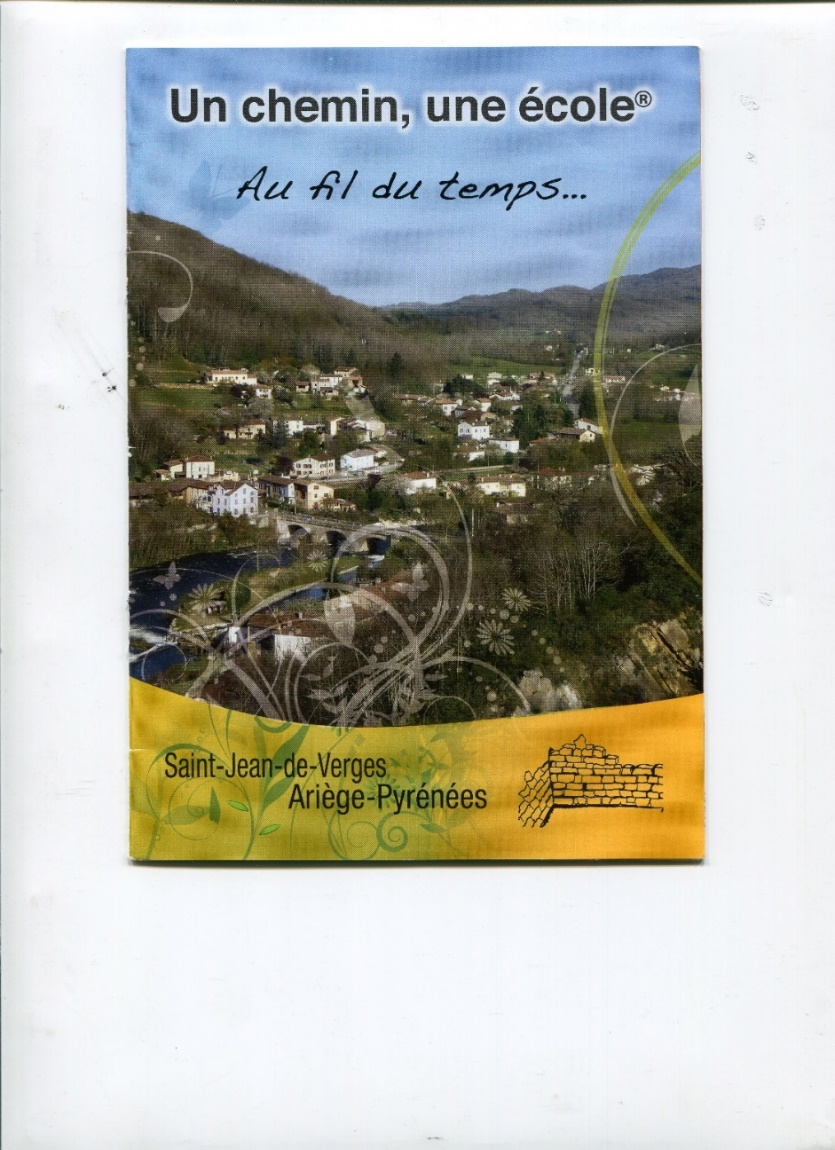 Un chemin, une école®
Au fil du temps...
Saint-Jean-de-Verges
Ariège-Pyrénées